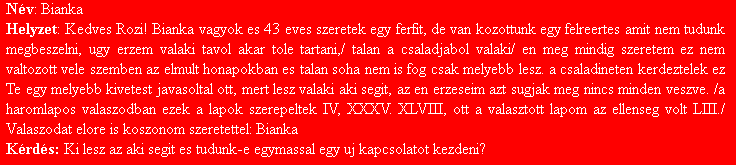 Név: Bianka
Helyzet: Kedves Rozi! Bianka vagyok es 43 eves szeretek egy ferfit, de van kozottunk egy felreertes amit nem tudunk
megbeszelni, ugy erzem valaki tavol akar tole tartani,/ talan a csaladjabol valaki/ en meg mindig szeretem ez nem
valtozott vele szemben az elmult honapokban es talan soha nem is fog csak melyebb lesz. a csaladineten kerdeztelek ez
Te egy melyebb kivetest javasoltal ott, mert lesz valaki aki segit, az en erzeseim azt sugjak meg nincs minden veszve. /a
haromlapos valaszodban ezek a lapok szerepeltek IV, XXXV. XLVIII, ott a valasztott lapom az ellenseg volt LIII./
Valaszodat elore is koszonom szeretettel: Bianka
Kérdés: Ki lesz az aki segit es tudunk-e egymassal egy uj kapcsolatot kezdeni?